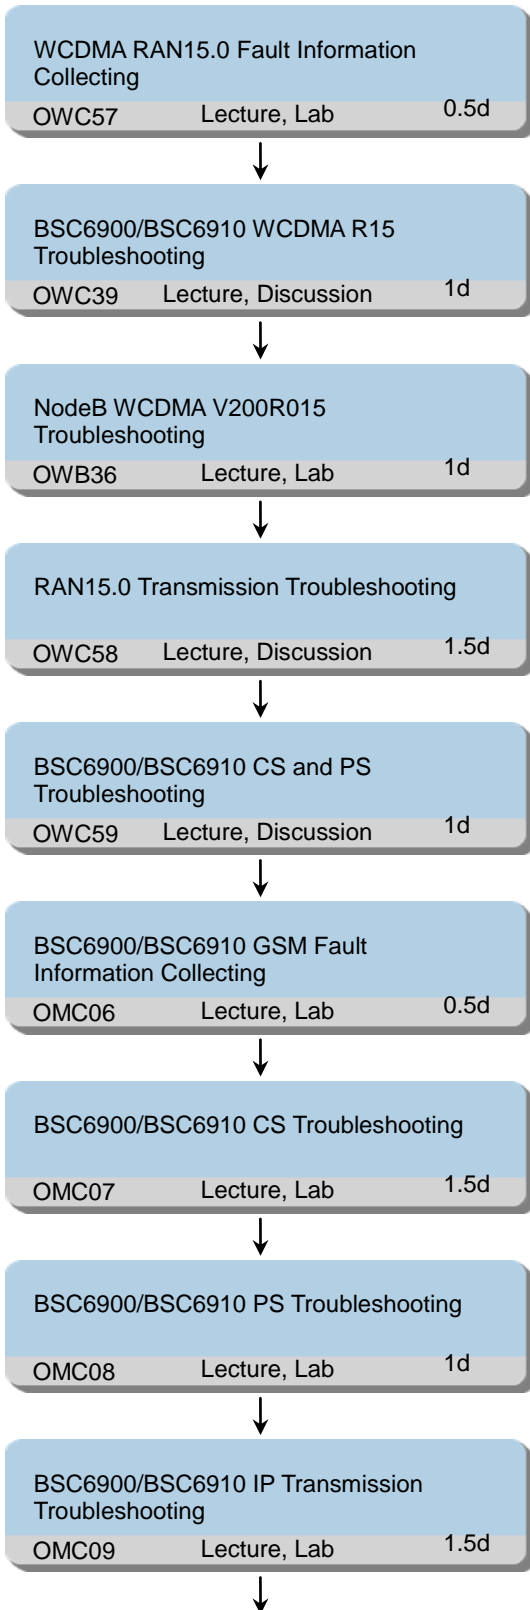 WCDMA RAN15.0 Fault Information
Collecting
OWC57 Lecture, Lab 0.5d
BSC6900/BSC6910 WCDMA R15
Troubleshooting
OWC39 Lecture, Discussion 1d
NodeB WCDMA V200R015
Troubleshooting
OWB36 Lecture, Lab 1d
RAN15.0 Transmission Troubleshooting
OWC58 Lecture, Discussion 1.5d
BSC6900/BSC6910 CS and PS
Troubleshooting
OWC59 Lecture, Discussion 1d
BSC6900/BSC6910 GSM Fault
Information Collecting
OMC06 Lecture, Lab 0.5d
BSC6900/BSC6910 CS Troubleshooting
OMC07 Lecture, Lab 1.5d
BSC6900/BSC6910 PS Troubleshooting
OMC08 Lecture, Lab 1d
BSC6900/BSC6910 IP Transmission
Troubleshooting
OMC09 Lecture, Lab 1.5d